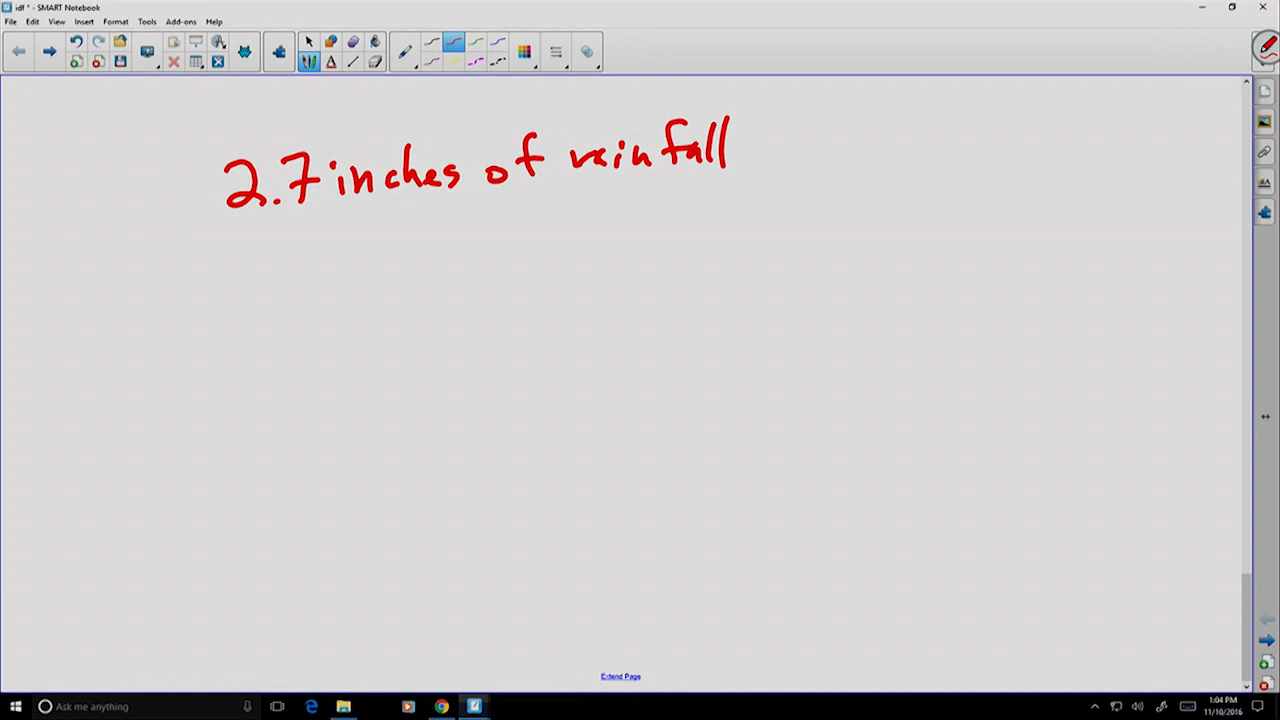 idf * - SMART Notebook
File Edit View Insert Format Tools Add-ons Help
2.7 inches of rainfall
Extend Page
Ask me anything
1:04 PM
11/10/2016